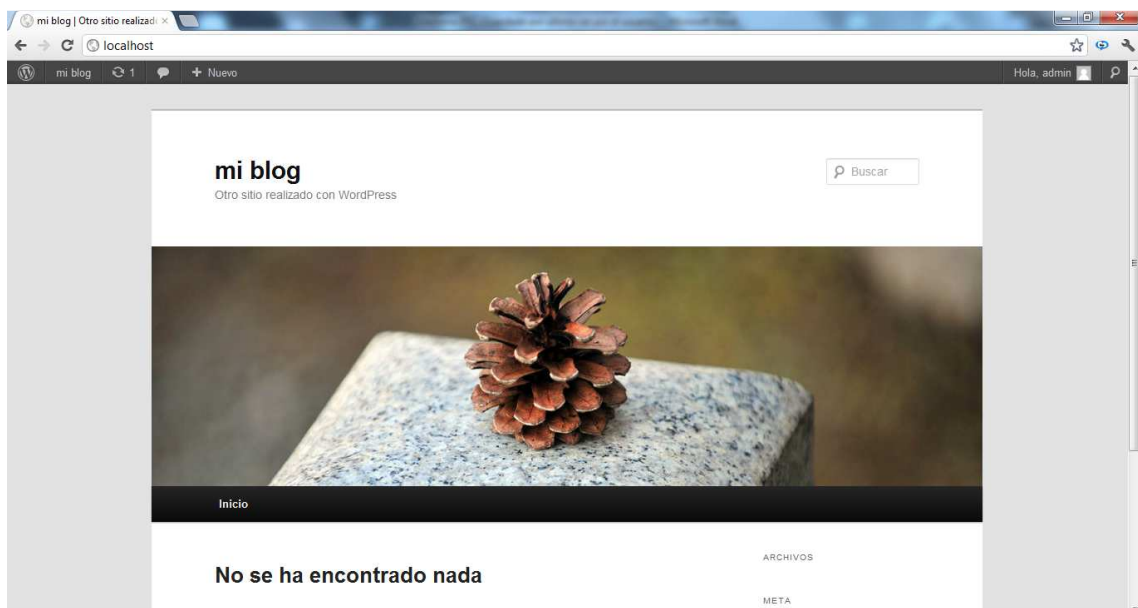 mi blog | Otro sitio realizad
localhost
mi blog 1 + Nuevo Hola, admin
mi blog
Otro sitio realizado con WordPress
Buscar
Inicio
No se ha encontrado nada
ARCHIVOS
META